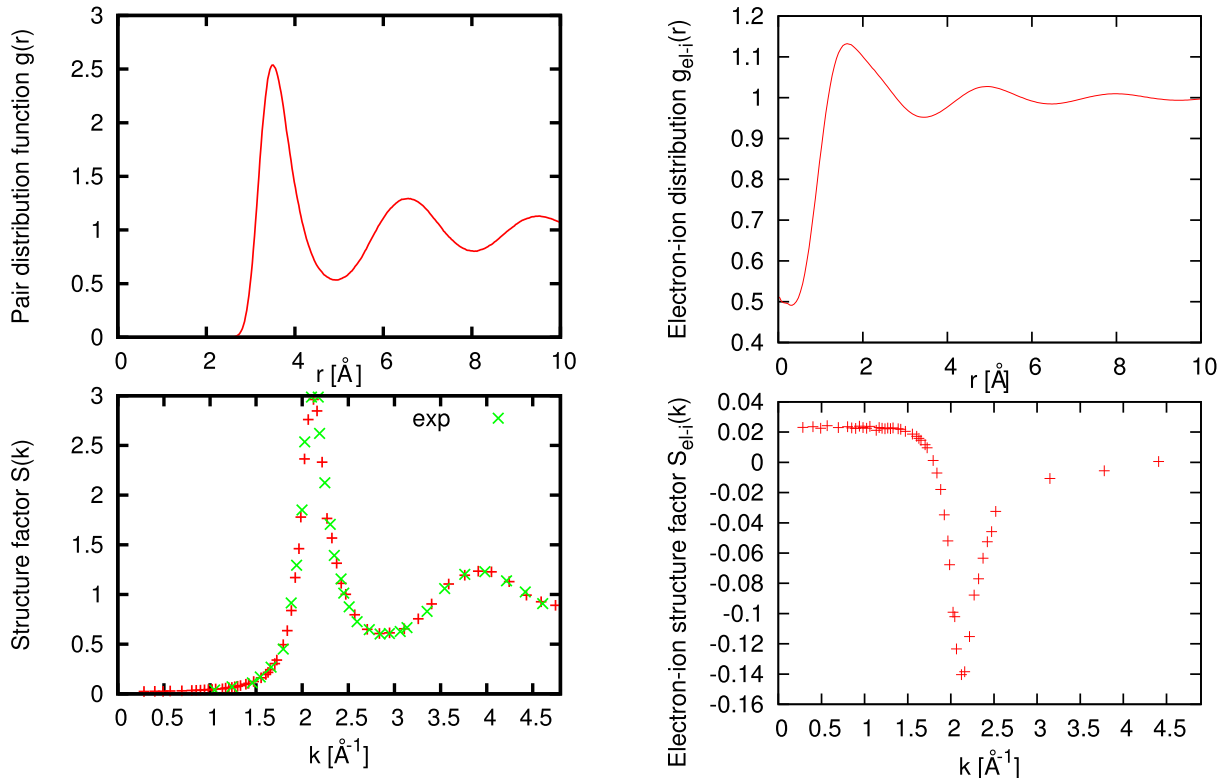 Pair distribution function g(r)
3
2.5
2
1.5
1
0.5
0
0 2 4 6 8 10
r [Å]
Electron-ion distribution g_el-i(r)
1.2
1.1
1
0.9
0.8
0.7
0.6
0.5
0.4
0 2 4 6 8 10
r [Å]
Structure factor S(k)
3
2.5
2
1.5
1
0.5
0
exp
0 0.5 1 1.5 2 2.5 3 3.5 4 4.5
k [Å⁻¹]
Electron-ion structure factor S_el-i(k)
0.04
0.02
0
-0.02
-0.04
-0.06
-0.08
-0.1
-0.12
-0.14
-0.16
0 0.5 1 1.5 2 2.5 3 3.5 4 4.5
k [Å⁻¹]